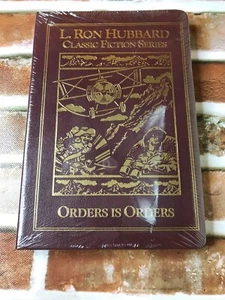 L. RON HUBBARD
CLASSIC FICTION SERIES
ORDERS IS ORDERS